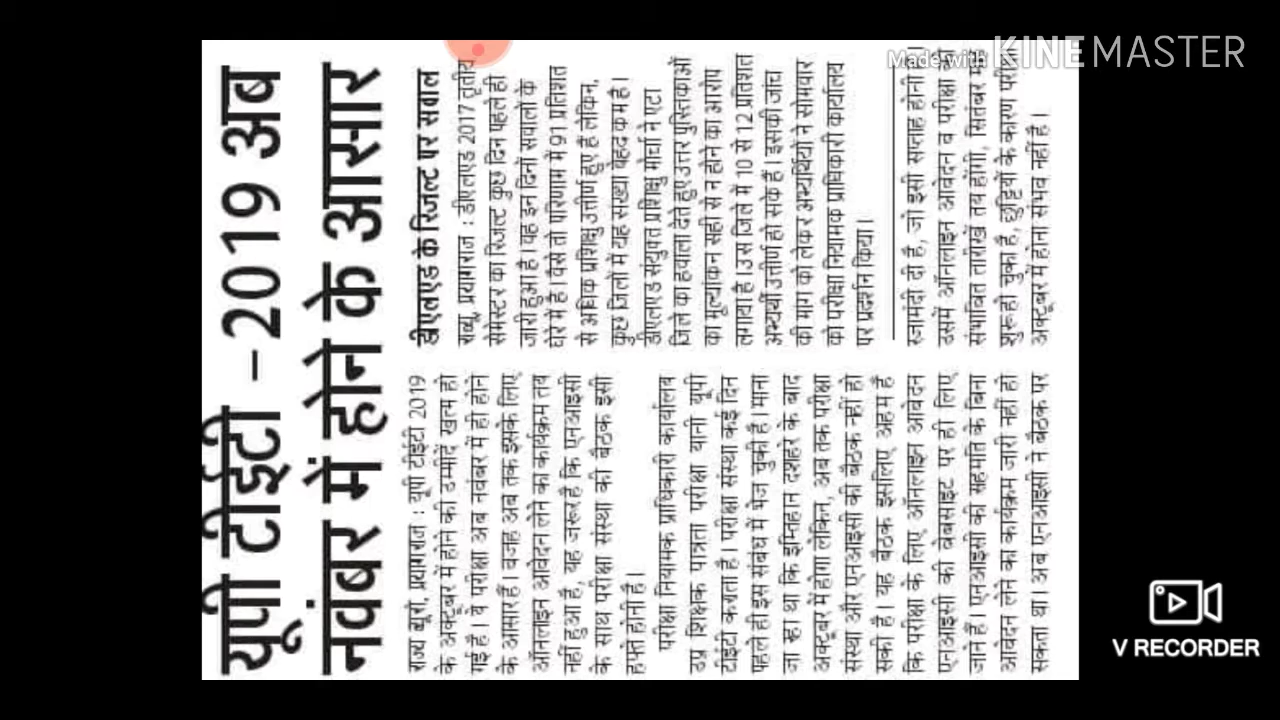 यूपी टीईटी -2019 अब
नवंबर में होने के आसार
राज्य ब्यूरो, प्रयागराज : यूपी टीईटी 2019
के अक्टूबर में होने की उम्मीदें खत्म हो
गई हैं। ये परीक्षा अब नवंबर में ही होने
के आसार हैं। वजह अब तक इसके लिए
ऑनलाइन आवेदन लेने का कार्यक्रम तय
नहीं हुआ है, यह जरूर है कि एनआइसी
के साथ परीक्षा संस्था की बैठक इसी
हफ्ते होनी है।
परीक्षा नियामक प्राधिकारी कार्यालय
उप्र शिक्षक पात्रता परीक्षा यानी यूपी
टीईटी कराता है। परीक्षा संस्था कई दिन
पहले ही इस संबंध में भेज चुकी है। माना
जा रहा था कि इम्तिहान दशहरे के बाद
अक्टूबर में होगा लेकिन, अब तक परीक्षा
संस्था और एनआइसी की बैठक नहीं हो
सकी है। यह बैठक इसलिए अहम है
कि परीक्षा के लिए ऑनलाइन आवेदन
एनआइसी की वेबसाइट पर ही लिए
जाने हैं। एनआइसी की सहमति के बिना
आवेदन लेने का कार्यक्रम जारी नहीं हो
सकता था। अब एनआइसी ने बैठक पर
डीएलएड के रिजल्ट पर सवाल
राब्यू, प्रयागराज : डीएलएड 2017 तृतीय
सेमेस्टर का रिजल्ट कुछ दिन पहले ही
जारी हुआ है। यह इन दिनों सवालों के
घेरे में है। वैसे तो परिणाम में 91 प्रतिशत
से अधिक प्रशिक्षु उत्तीर्ण हुए हैं लेकिन,
कुछ जिलों में यह संख्या बेहद कम है।
डीएलएड संयुक्त प्रशिक्षु मोर्चा ने एटा
जिले का हवाला देते हुए उत्तर पुस्तिकाओं
का मूल्यांकन सही से न होने का आरोप
लगाया है। उस जिले में 10 से 12 प्रतिशत
अभ्यर्थी उत्तीर्ण हो सके हैं। इसकी जांच
की मांग को लेकर अभ्यर्थियों ने सोमवार
को परीक्षा नियामक प्राधिकारी कार्यालय
पर प्रदर्शन किया।
रजामंदी दी है, जो इसी सप्ताह होनी है।
उसमें ऑनलाइन आवेदन व परीक्षा की
संभावित तारीखें तय होंगी, सितंबर माह
शुरू हो चुका है, छुट्टियों के कारण परीक्षा
अक्टूबर में होना संभव नहीं है।
Made with KINEMASTER
V RECORDER